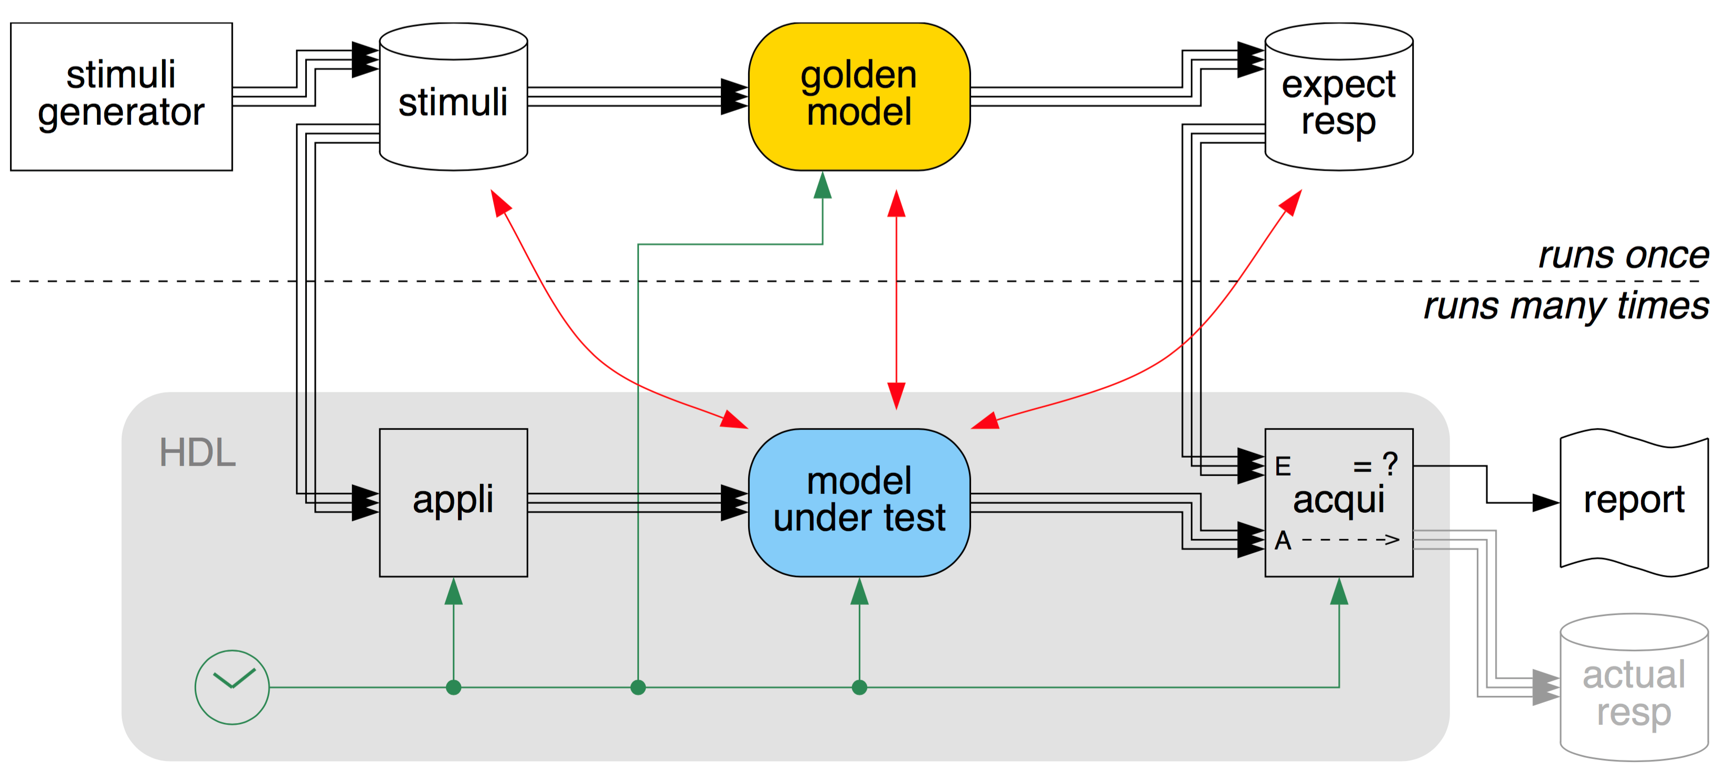 stimuli
generator
stimuli
golden
model
expect
resp
runs once
runs many times
HDL
appli
model
under test
E = ?
acqui
A - - - - - ->
report
actual
resp